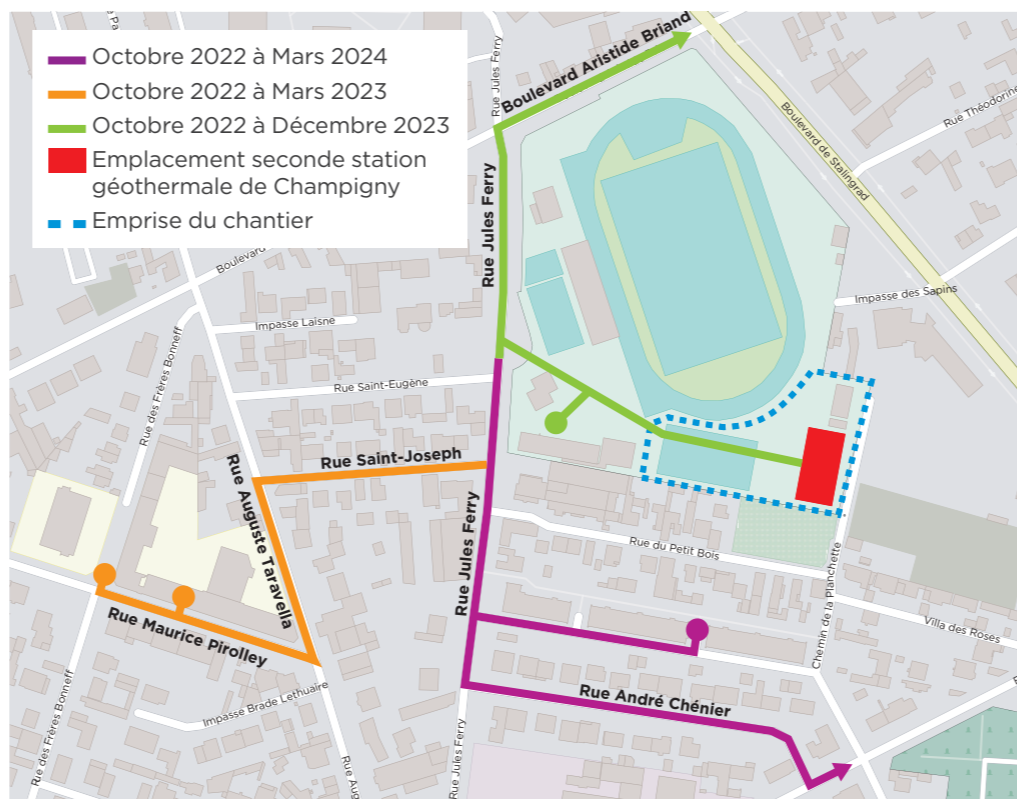 Octobre 2022 à Mars 2024
Octobre 2022 à Mars 2023
Octobre 2022 à Décembre 2023
Emplacement seconde station
géothermale de Champigny
Emprise du chantier
Rue Jules Ferry
Boulevard Aristide Briand
Boulevard de Stalingrad
Rue Théodorine
Rue Jules Ferry
Boulevard
Impasse des Sapins
Impasse Laisne
Rue des Frères Bonneff
Rue Saint-Eugène
Rue Saint-Joseph
Rue Auguste Taravella
Rue Jules Ferry
Rue du Petit Bois
Chemin de la Planchette
Villa des Roses
Rue Maurice Pirolley
Rue André Chénier
Impasse Brade Lethuaire
Rue des Frères Bonneff
Rue Jules Ferry
Rue Aug